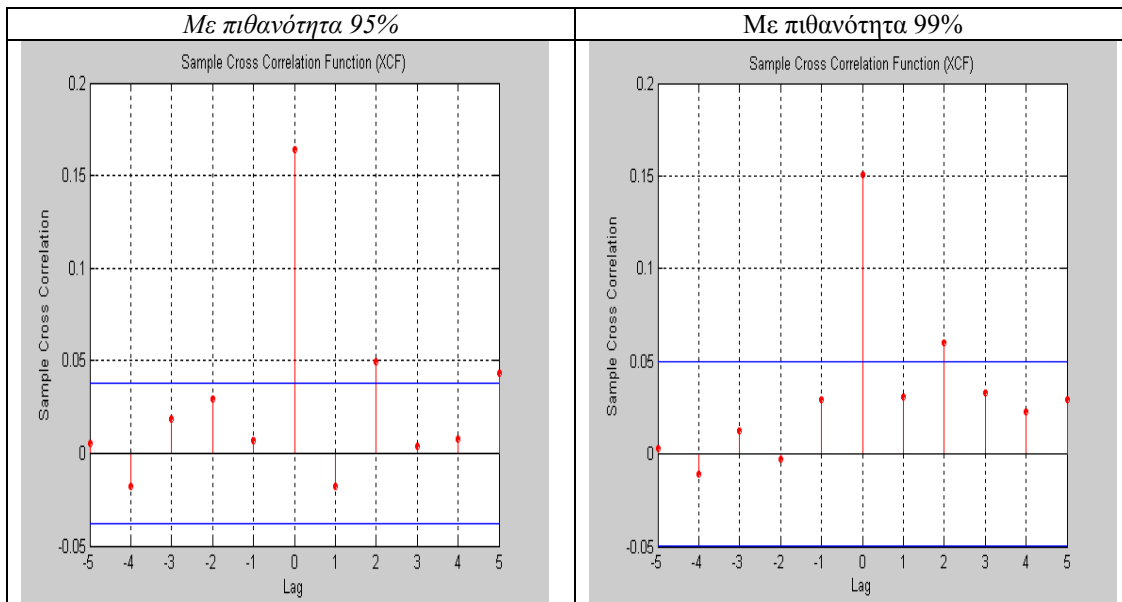 Με πιθανότητα 95%
Με πιθανότητα 99%
Sample Cross Correlation Function (XCF)
0.2
0.15
0.1
0.05
0
-0.05
Sample Cross Correlation
-5 -4 -3 -2 -1 0 1 2 3 4 5
Lag
Sample Cross Correlation Function (XCF)
0.2
0.15
0.1
0.05
0
-0.05
Sample Cross Correlation
-5 -4 -3 -2 -1 0 1 2 3 4 5
Lag